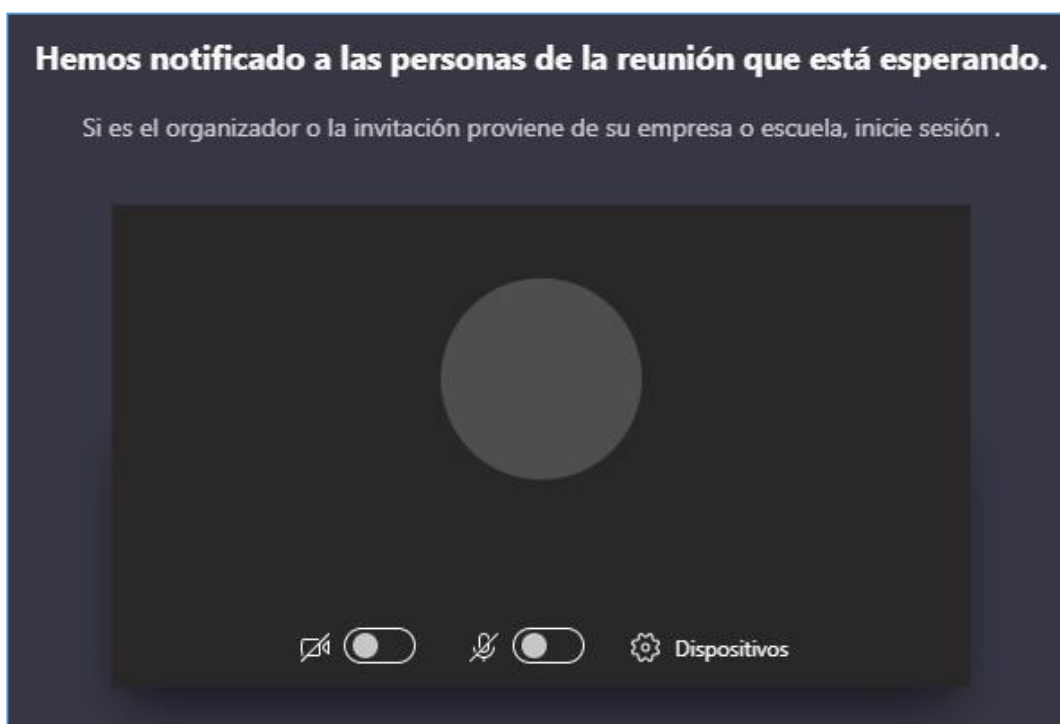 Hemos notificado a las personas de la reunión que está esperando.
Si es el organizador o la invitación proviene de su empresa o escuela, inicie sesión .
Dispositivos